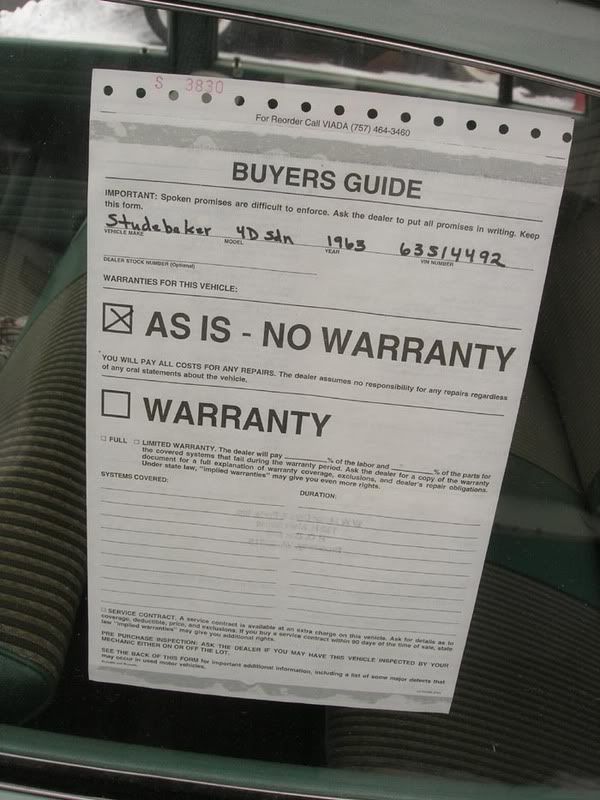 S 3830
For Reorder Call VIADA (757) 464-3460
BUYERS GUIDE
IMPORTANT: Spoken promises are difficult to enforce. Ask the dealer to put all promises in writing. Keep
this form.
Studebaker 4D Sdn 1963 63S14492
VEHICLE MAKE MODEL YEAR VIN NUMBER
DEALER STOCK NUMBER (Optional)
WARRANTIES FOR THIS VEHICLE:
AS IS - NO WARRANTY
YOU WILL PAY ALL COSTS FOR ANY REPAIRS. The dealer assumes no responsibility for any repairs regardless
of any oral statements about the vehicle.
WARRANTY
FULL LIMITED WARRANTY. The dealer will pay % of the labor and % of the parts for
the covered systems that fail during the warranty period. Ask the dealer for a copy of the warranty
document for a full explanation of warranty coverage, exclusions, and dealer's repair obligations.
Under state law, "implied warranties" may give you even more rights.
SYSTEMS COVERED: DURATION:
SERVICE CONTRACT. A service contract is available at an extra charge on this vehicle. Ask for details as to
coverage, deductible, price, and exclusions. If you buy a service contract within 90 days of the time of sale, state
law "implied warranties" may give you additional rights.
PRE PURCHASE INSPECTION: ASK THE DEALER IF YOU MAY HAVE THIS VEHICLE INSPECTED BY YOUR
MECHANIC EITHER ON OR OFF THE LOT.
SEE THE BACK OF THIS FORM for important additional information, including a list of some major defects that
may occur in used motor vehicles.